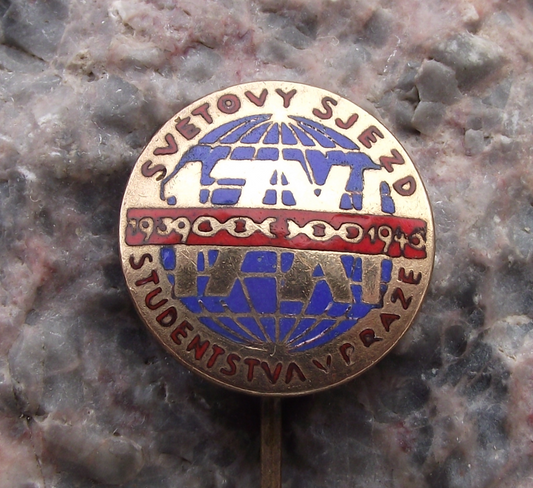 SVĚTOVÝ SJEZD
1939 1945
STUDENTSTVA V PRAZE